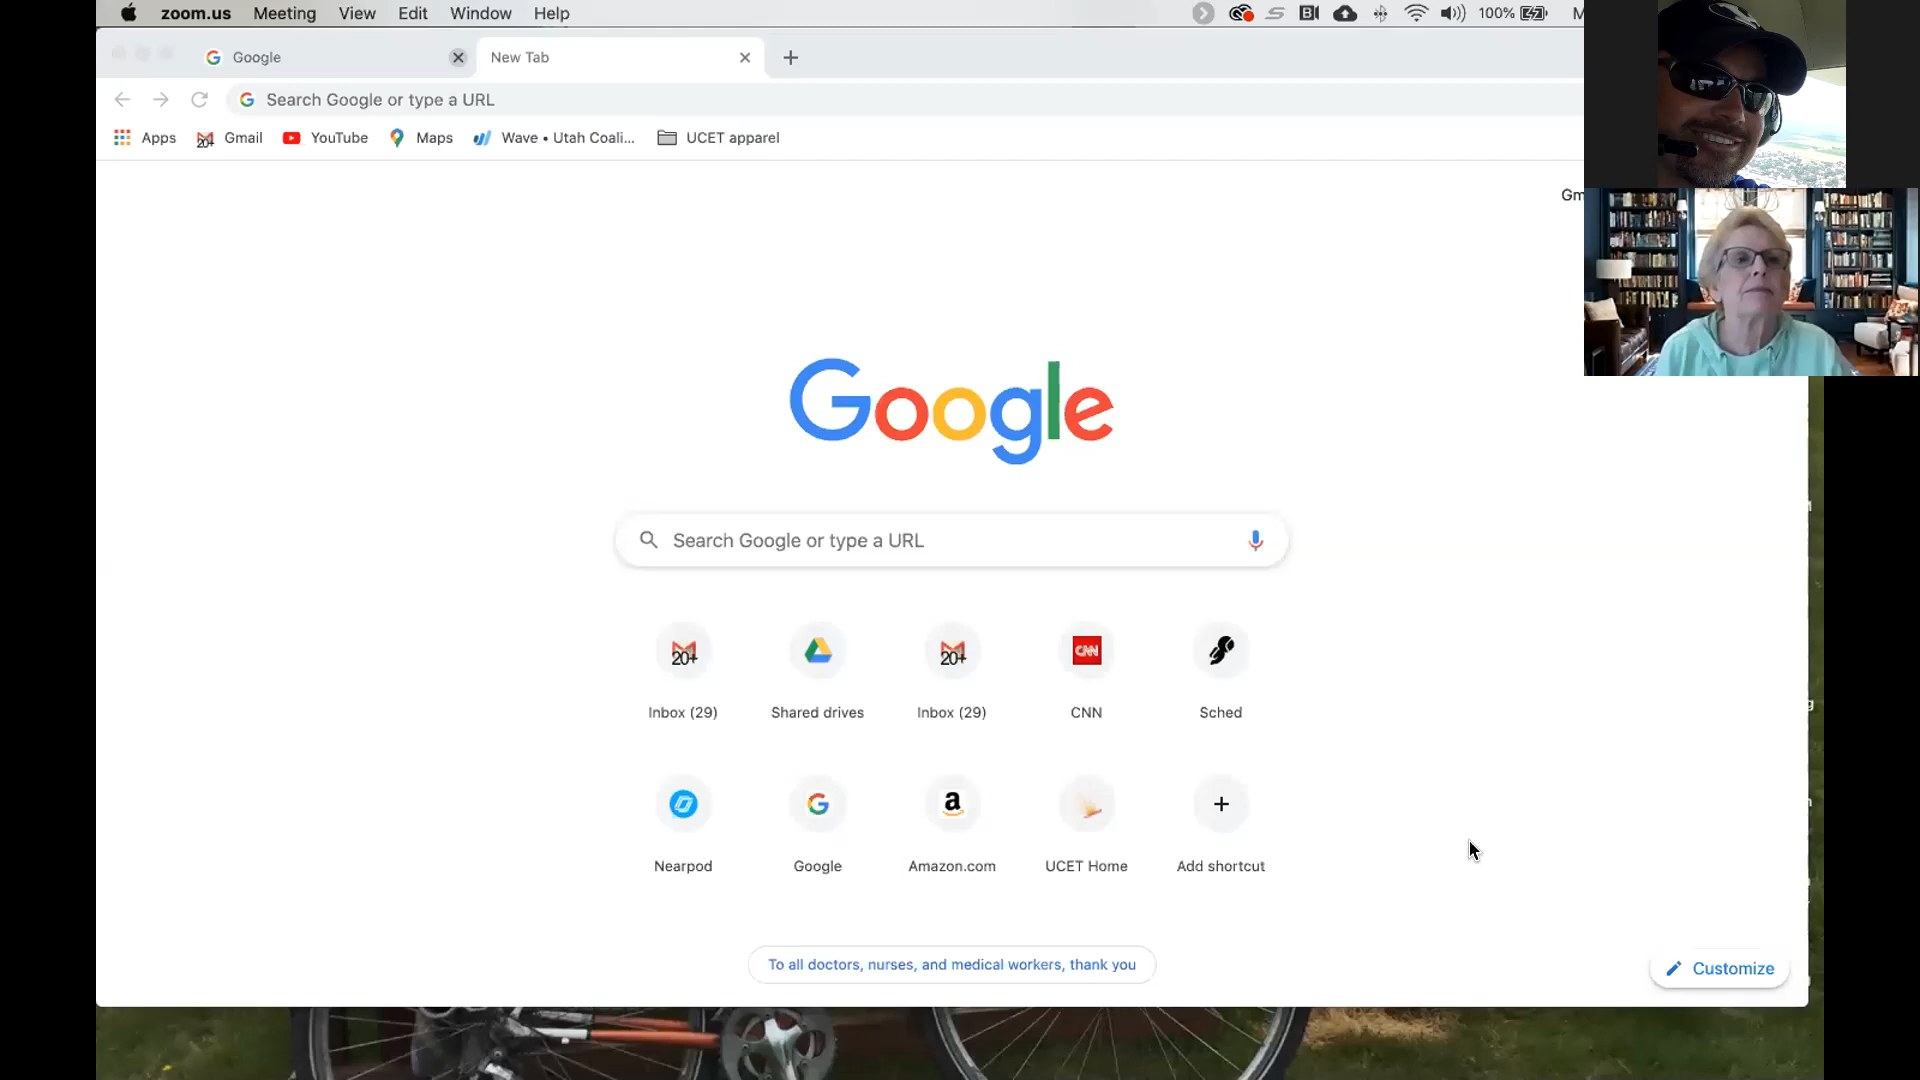 zoom.us Meeting View Edit Window Help 100%
Google New Tab
Search Google or type a URL
Apps 20+ Gmail YouTube Maps Wave • Utah Coali... UCET apparel
Gm
Google
Search Google or type a URL
20+ 20+ CNN
Inbox (29) Shared drives Inbox (29) CNN Sched
Nearpod Google Amazon.com UCET Home Add shortcut
To all doctors, nurses, and medical workers, thank you
Customize